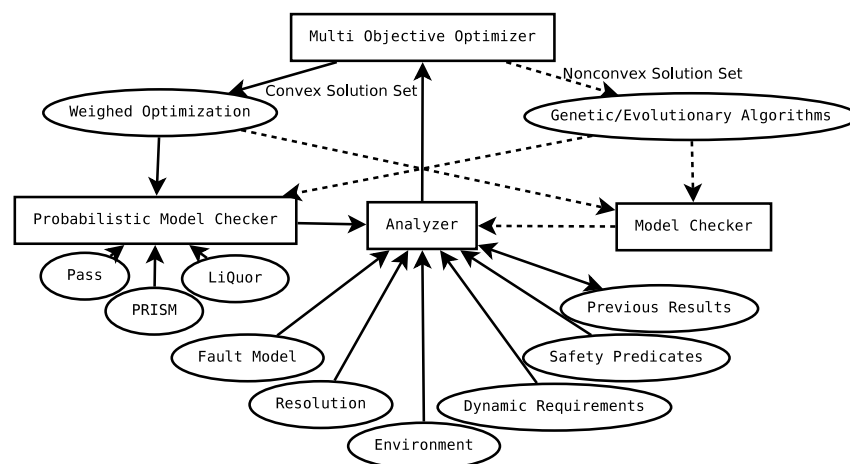 Multi Objective Optimizer
Nonconvex Solution Set
Convex Solution Set
Weighed Optimization
Genetic/Evolutionary Algorithms
Probabilistic Model Checker
Analyzer
Model Checker
Pass
LiQuor
PRISM
Previous Results
Fault Model
Safety Predicates
Resolution
Dynamic Requirements
Environment